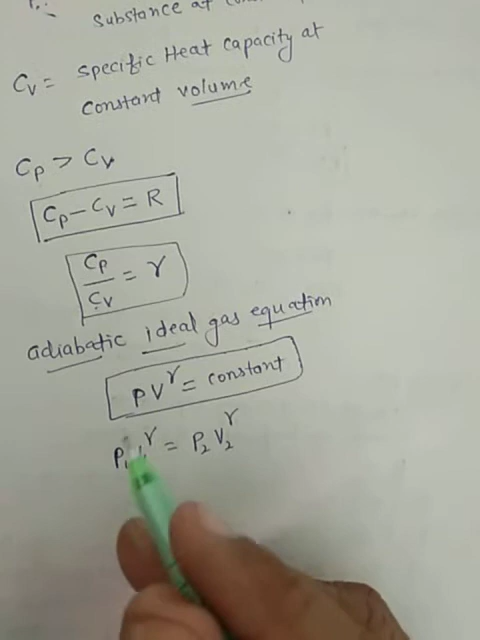 Substance at
Cv = Specific Heat capacity at
constant volume
Cp > Cv
Cp - Cv = R
Cp/Cv = γ
adiabatic ideal gas equation
PV^γ = constant
P₁ ^γ = P₂V₂^γ